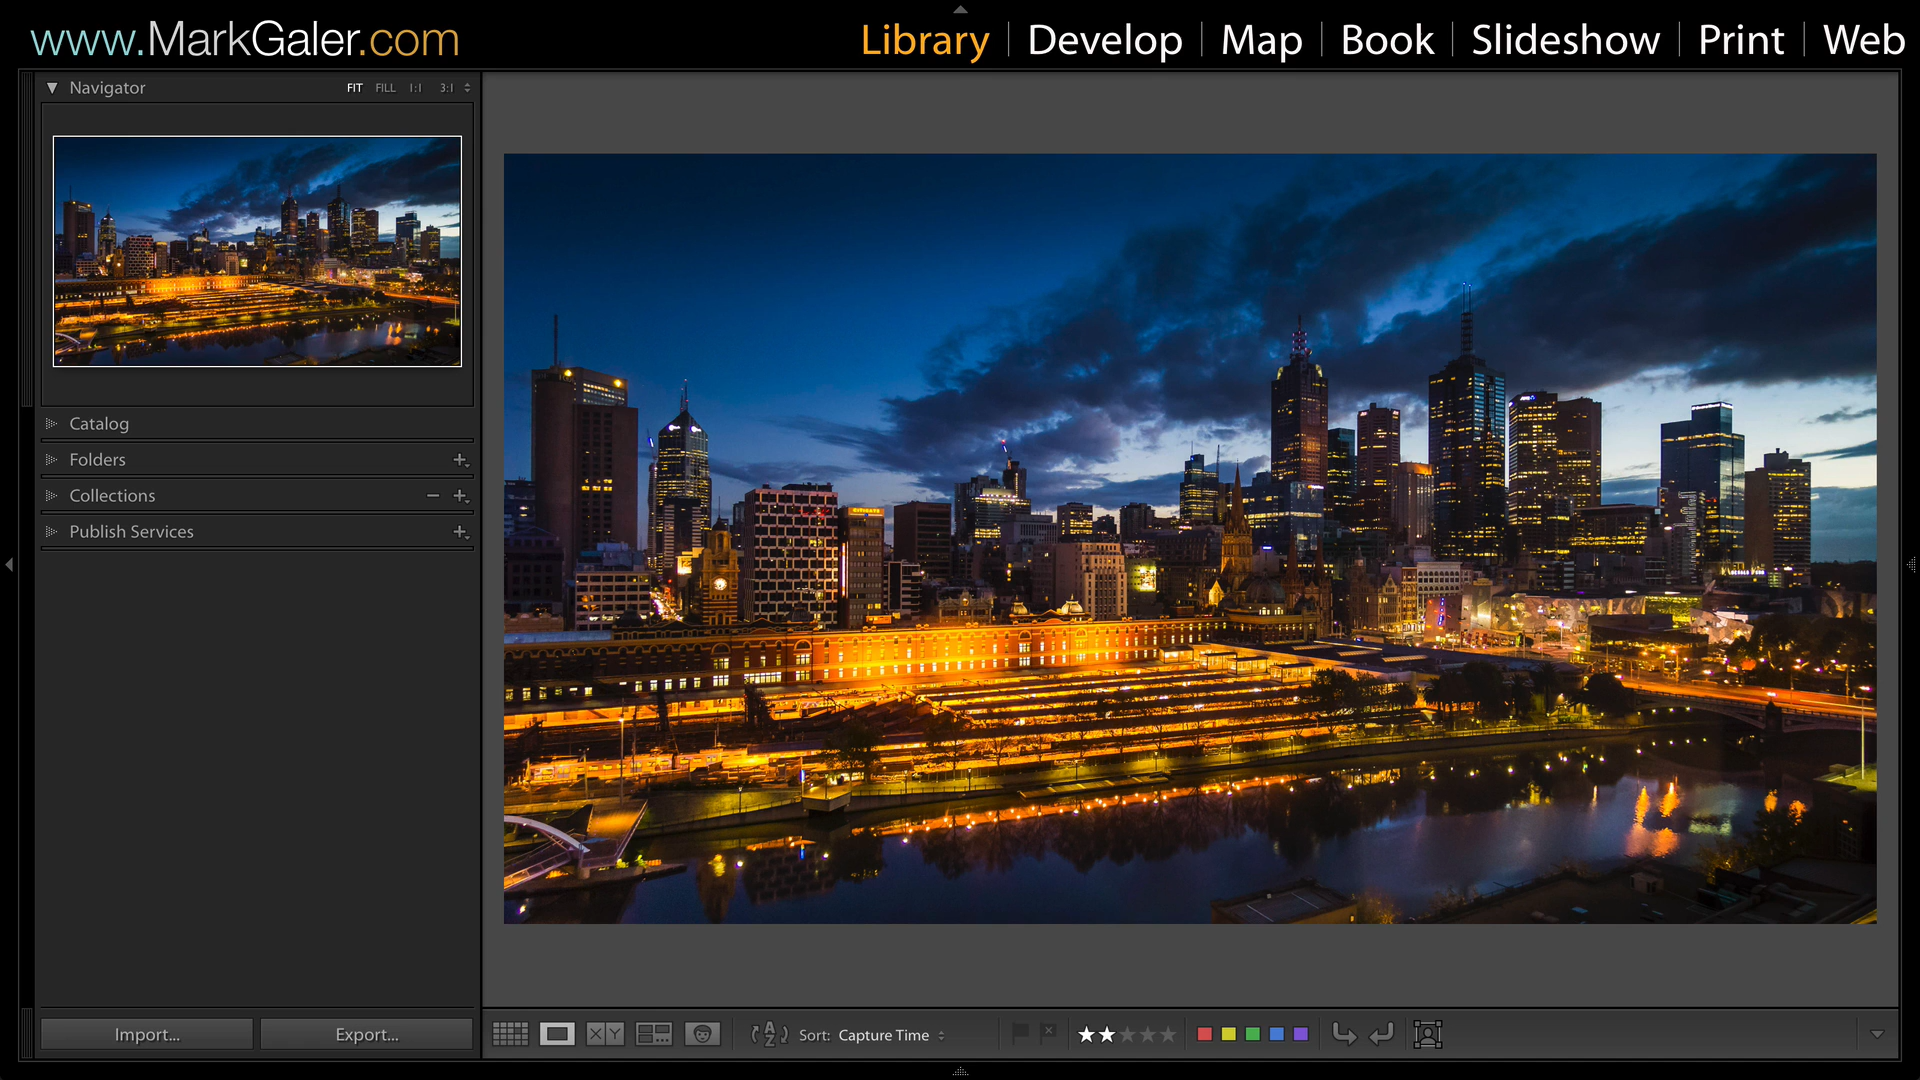 www.MarkGaler.com
Library Develop Map Book Slideshow Print Web
Navigator FIT FILL 1:1 3:1
Catalog
Folders
Collections
Publish Services
Import... Export...
Sort: Capture Time